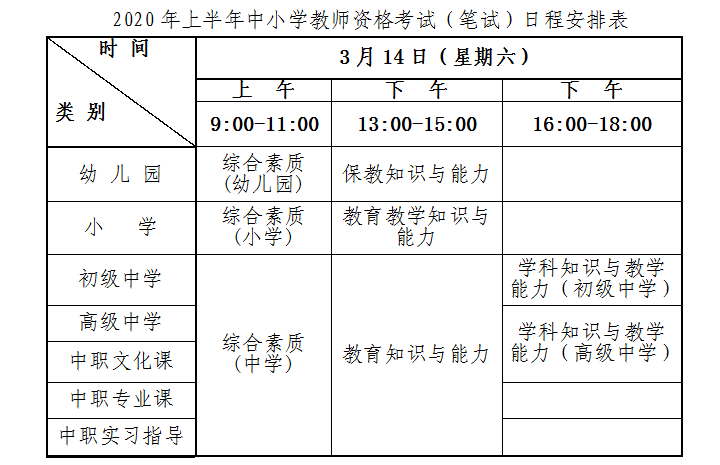 2020年上半年中小学教师资格考试（笔试）日程安排表
时 间
类 别
3月14日（星期六）
上 午
下 午
下 午
9:00-11:00
13:00-15:00
16:00-18:00
幼 儿 园
综合素质
(幼儿园)
保教知识与能力
小 学
综合素质
(小学)
教育教学知识与
能力
初级中学
综合素质
(中学)
教育知识与能力
学科知识与教学
能力（初级中学）
高级中学
学科知识与教学
能力（高级中学）
中职文化课
中职专业课
中职实习指导